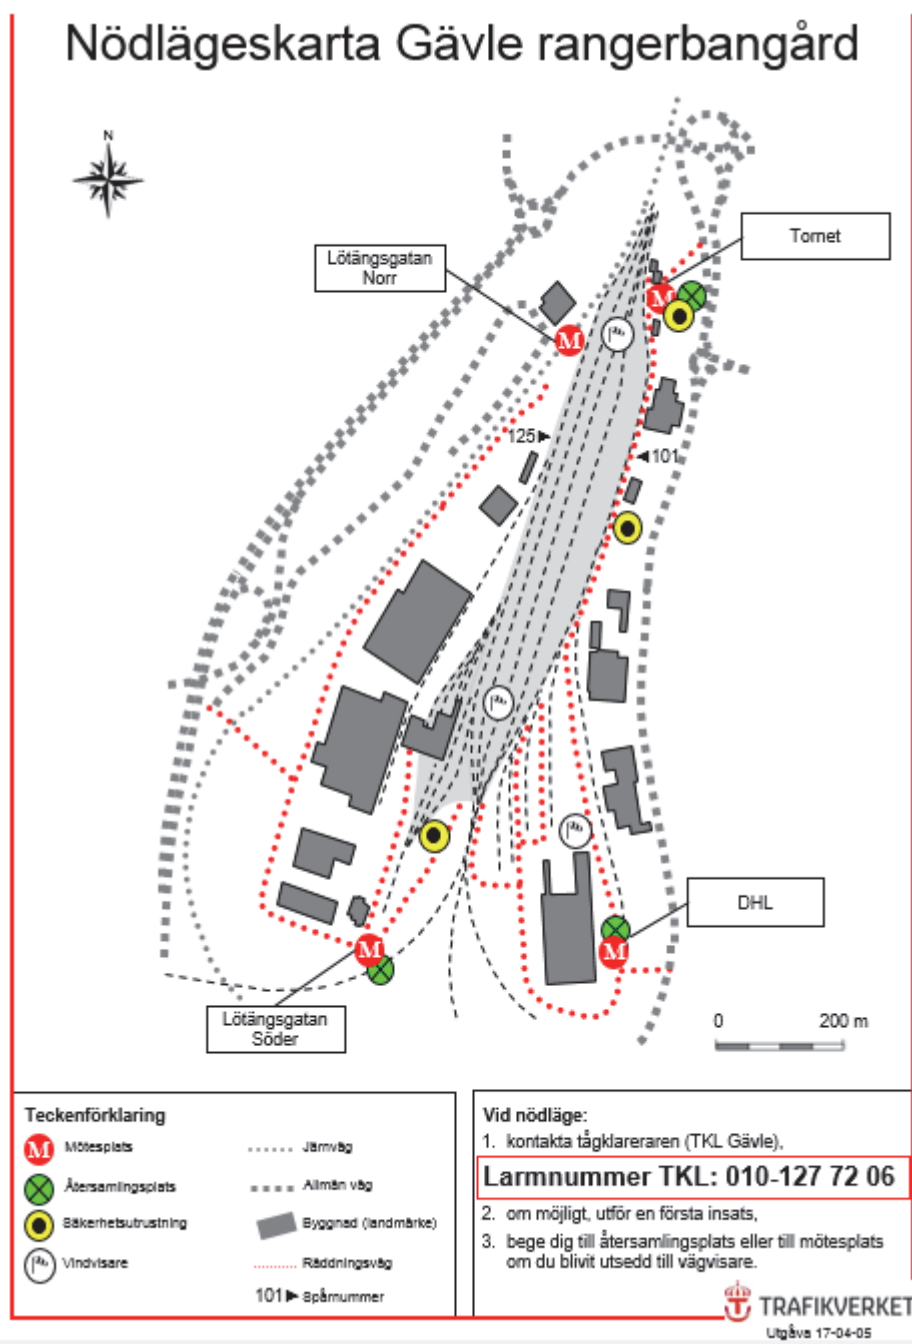 Nödlägeskarta Gävle rangerbangård
N
Tornet
Lötängsgatan
Norr
M
M
125
101
DHL
M
M
Lötängsgatan
Söder
0 200 m
Teckenförklaring
M Mötesplats
Järnväg
Återsamlingsplats
Allmän väg
Säkerhetsutrustning
Byggnad (landmärke)
Vindvisare
Räddningsväg
101 Spårnummer
Vid nödläge:
1. kontakta tågklareraren (TKL Gävle),
Larmnummer TKL: 010-127 72 06
2. om möjligt, utför en första insats,
3. bege dig till återsamlingsplats eller till mötesplats
om du blivit utsedd till vägvisare.
TRAFIKVERKET
Utgåva 17-04-05